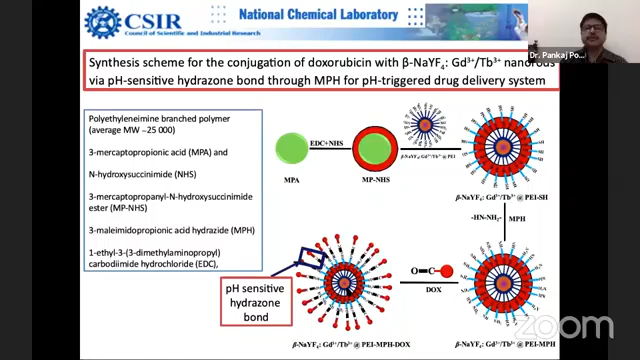 CSIR
Council of Scientific and Industrial Research
National Chemical Laboratory
Dr. Pankaj Po...
Synthesis scheme for the conjugation of doxorubicin with β-NaYF₄: Gd³⁺/Tb³⁺ nanorods
via pH-sensitive hydrazone bond through MPH for pH-triggered drug delivery system
Polyethyleneimine branched polymer
(average MW ~25 000)
3-mercaptopropionic acid (MPA) and
N-hydroxysuccinimide (NHS)
3-mercaptopropanyl-N-hydroxysuccinimide
ester (MP-NHS)
3-maleimidopropionic acid hydrazide (MPH)
1-ethyl-3-(3-dimethylaminopropyl)
carbodiimide hydrochloride (EDC),
EDC+NHS
MPA
MP-NHS
β-NaYF₄: Gd³⁺/Tb³⁺@ PEI
β-NaYF₄: Gd³⁺/Tb³⁺@ PEI-SH
-HN-NH₂-
MPH
O=C
DOX
pH sensitive
hydrazone
bond
β-NaYF₄: Gd³⁺/Tb³⁺@ PEI-MPH-DOX
β-NaYF₄: Gd³⁺/Tb³⁺@ PEI-MPH
zoom